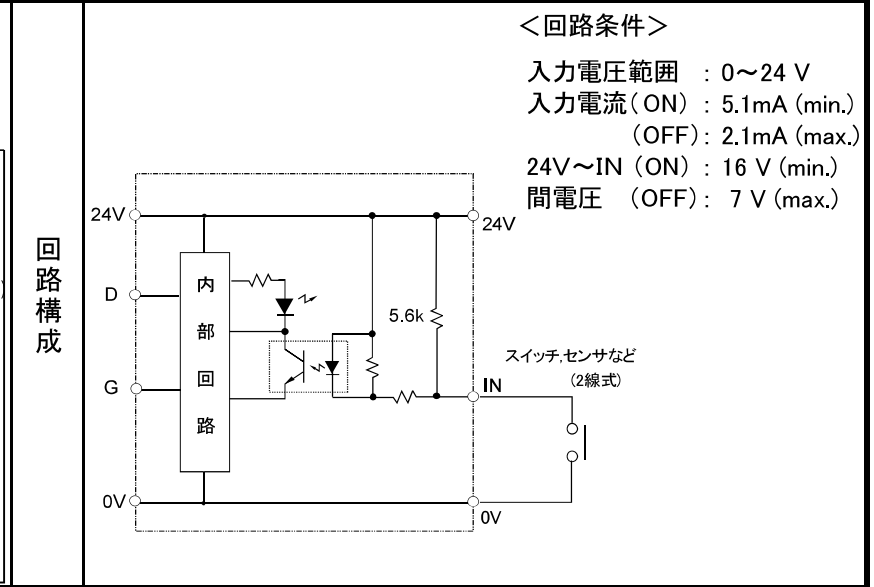 回路構成
＜回路条件＞
入力電圧範囲 : 0～24 V
入力電流(ON) : 5.1mA (min.)
(OFF) : 2.1mA (max.)
24V～IN (ON) : 16 V (min.)
間電圧 (OFF) : 7 V (max.)
24V
24V
D
内部回路
5.6k
スイッチ,センサなど
(2線式)
G
IN
0V
0V